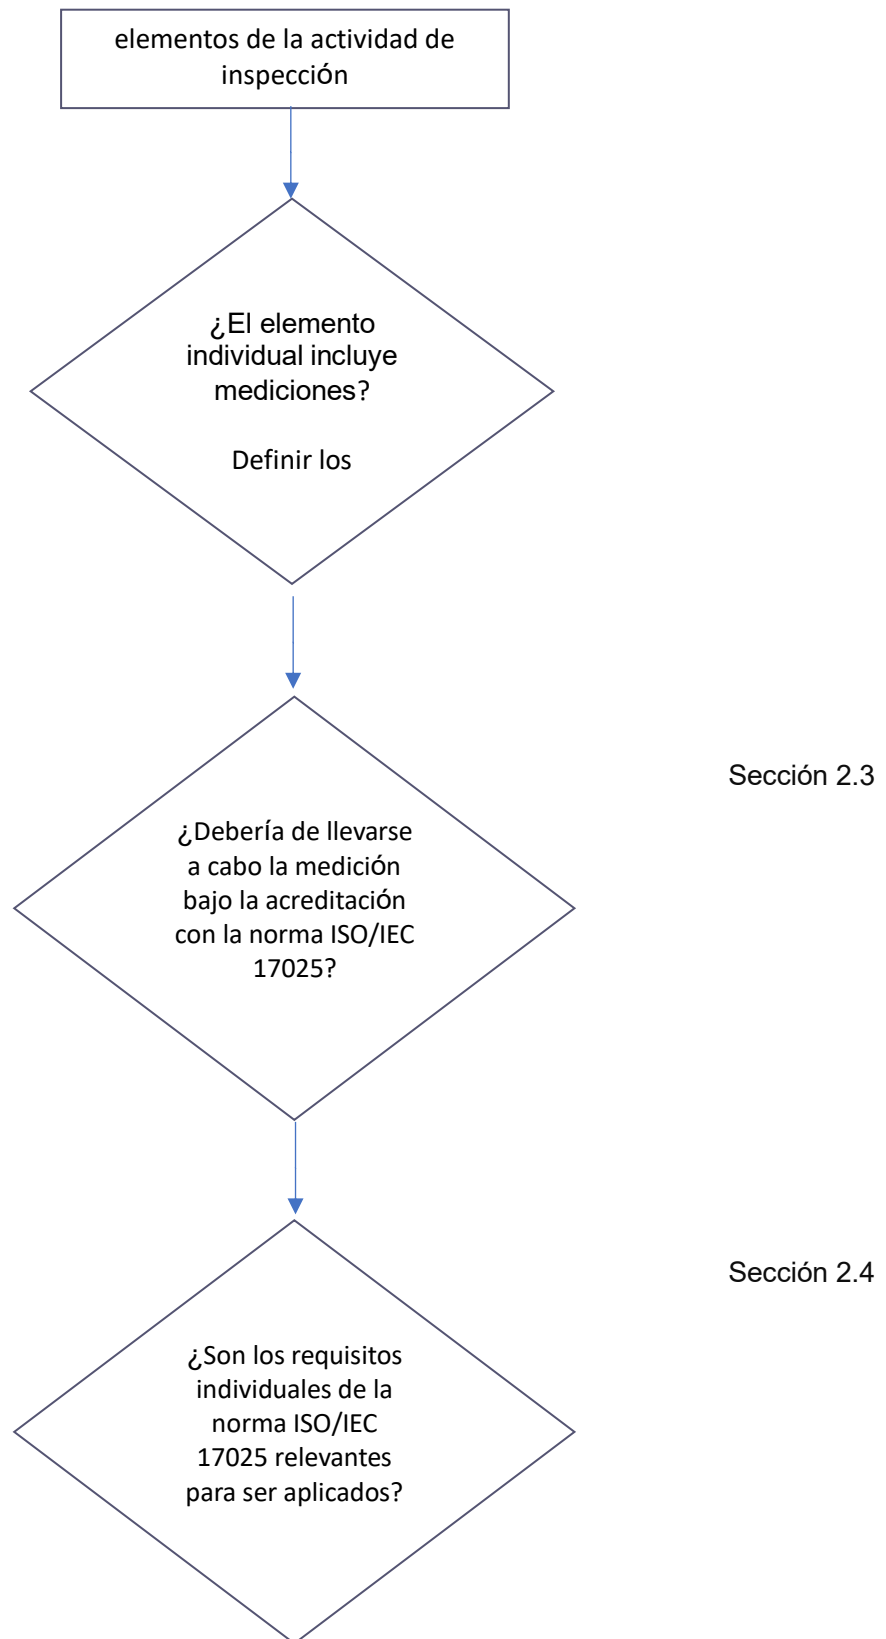 elementos de la actividad de
inspección
¿El elemento
individual incluye
mediciones?
Definir los
Sección 2.3
¿Debería de llevarse
a cabo la medición
bajo la acreditación
con la norma ISO/IEC
17025?
Sección 2.4
¿Son los requisitos
individuales de la
norma ISO/IEC
17025 relevantes
para ser aplicados?